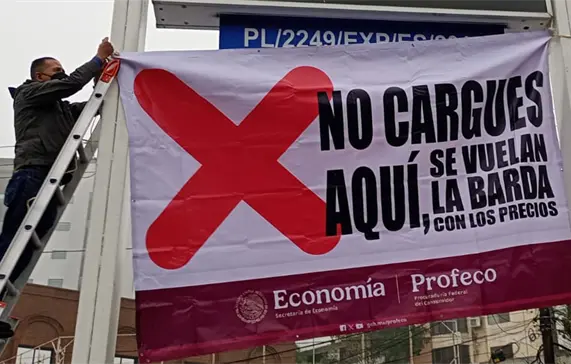 PL/2249/EXP/ES/20
NO CARGUES
AQUÍ, SE VUELAN
LA BARDA
CON LOS PRECIOS
Economía
Secretaría de Economía
Profeco
Procuraduría Federal
del Consumidor
gob.mx/profeco